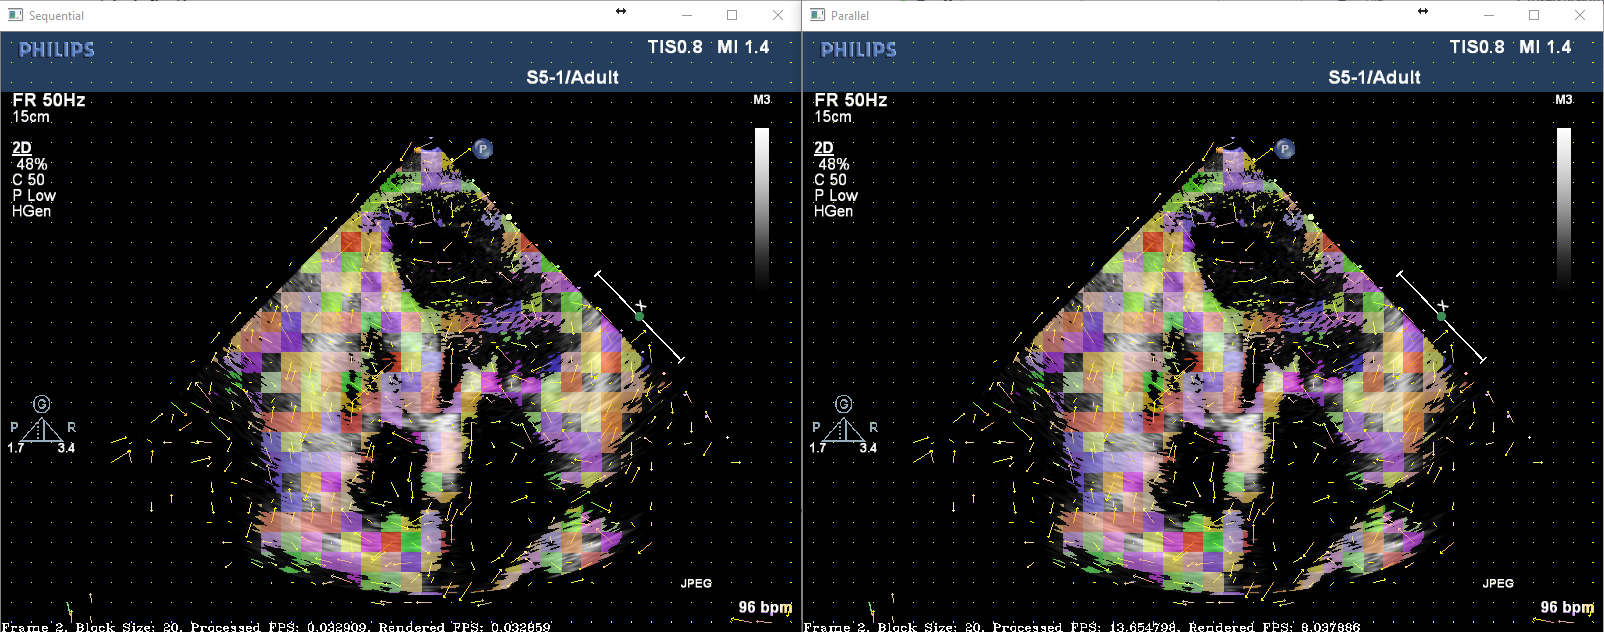 Sequential
PHILIPS
TIS0.8 MI 1.4
S5-1/Adult
FR 50Hz
15cm
M3
2D
48%
C 50
P Low
HGen
P
G
P R
1.7 3.4
JPEG
96 bpm
Frame 2, Block Size: 20, Processed FPS: 0.032909, Rendered FPS: 0.032859
Parallel
PHILIPS
TIS0.8 MI 1.4
S5-1/Adult
FR 50Hz
15cm
M3
2D
48%
C 50
P Low
HGen
P
G
P R
1.7 3.4
JPEG
96 bpm
Frame 2, Block Size: 20, Processed FPS: 13.654798, Rendered FPS: 8.037886